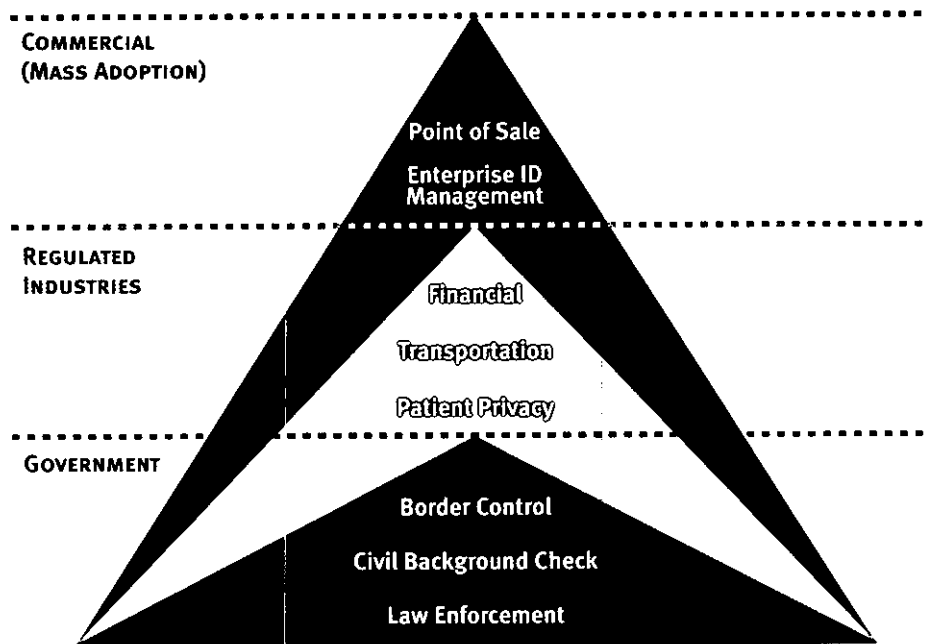 COMMERCIAL
(MASS ADOPTION)
Point of Sale
Enterprise ID
Management
REGULATED
INDUSTRIES
Financial
Transportation
Patient Privacy
GOVERNMENT
Border Control
Civil Background Check
Law Enforcement